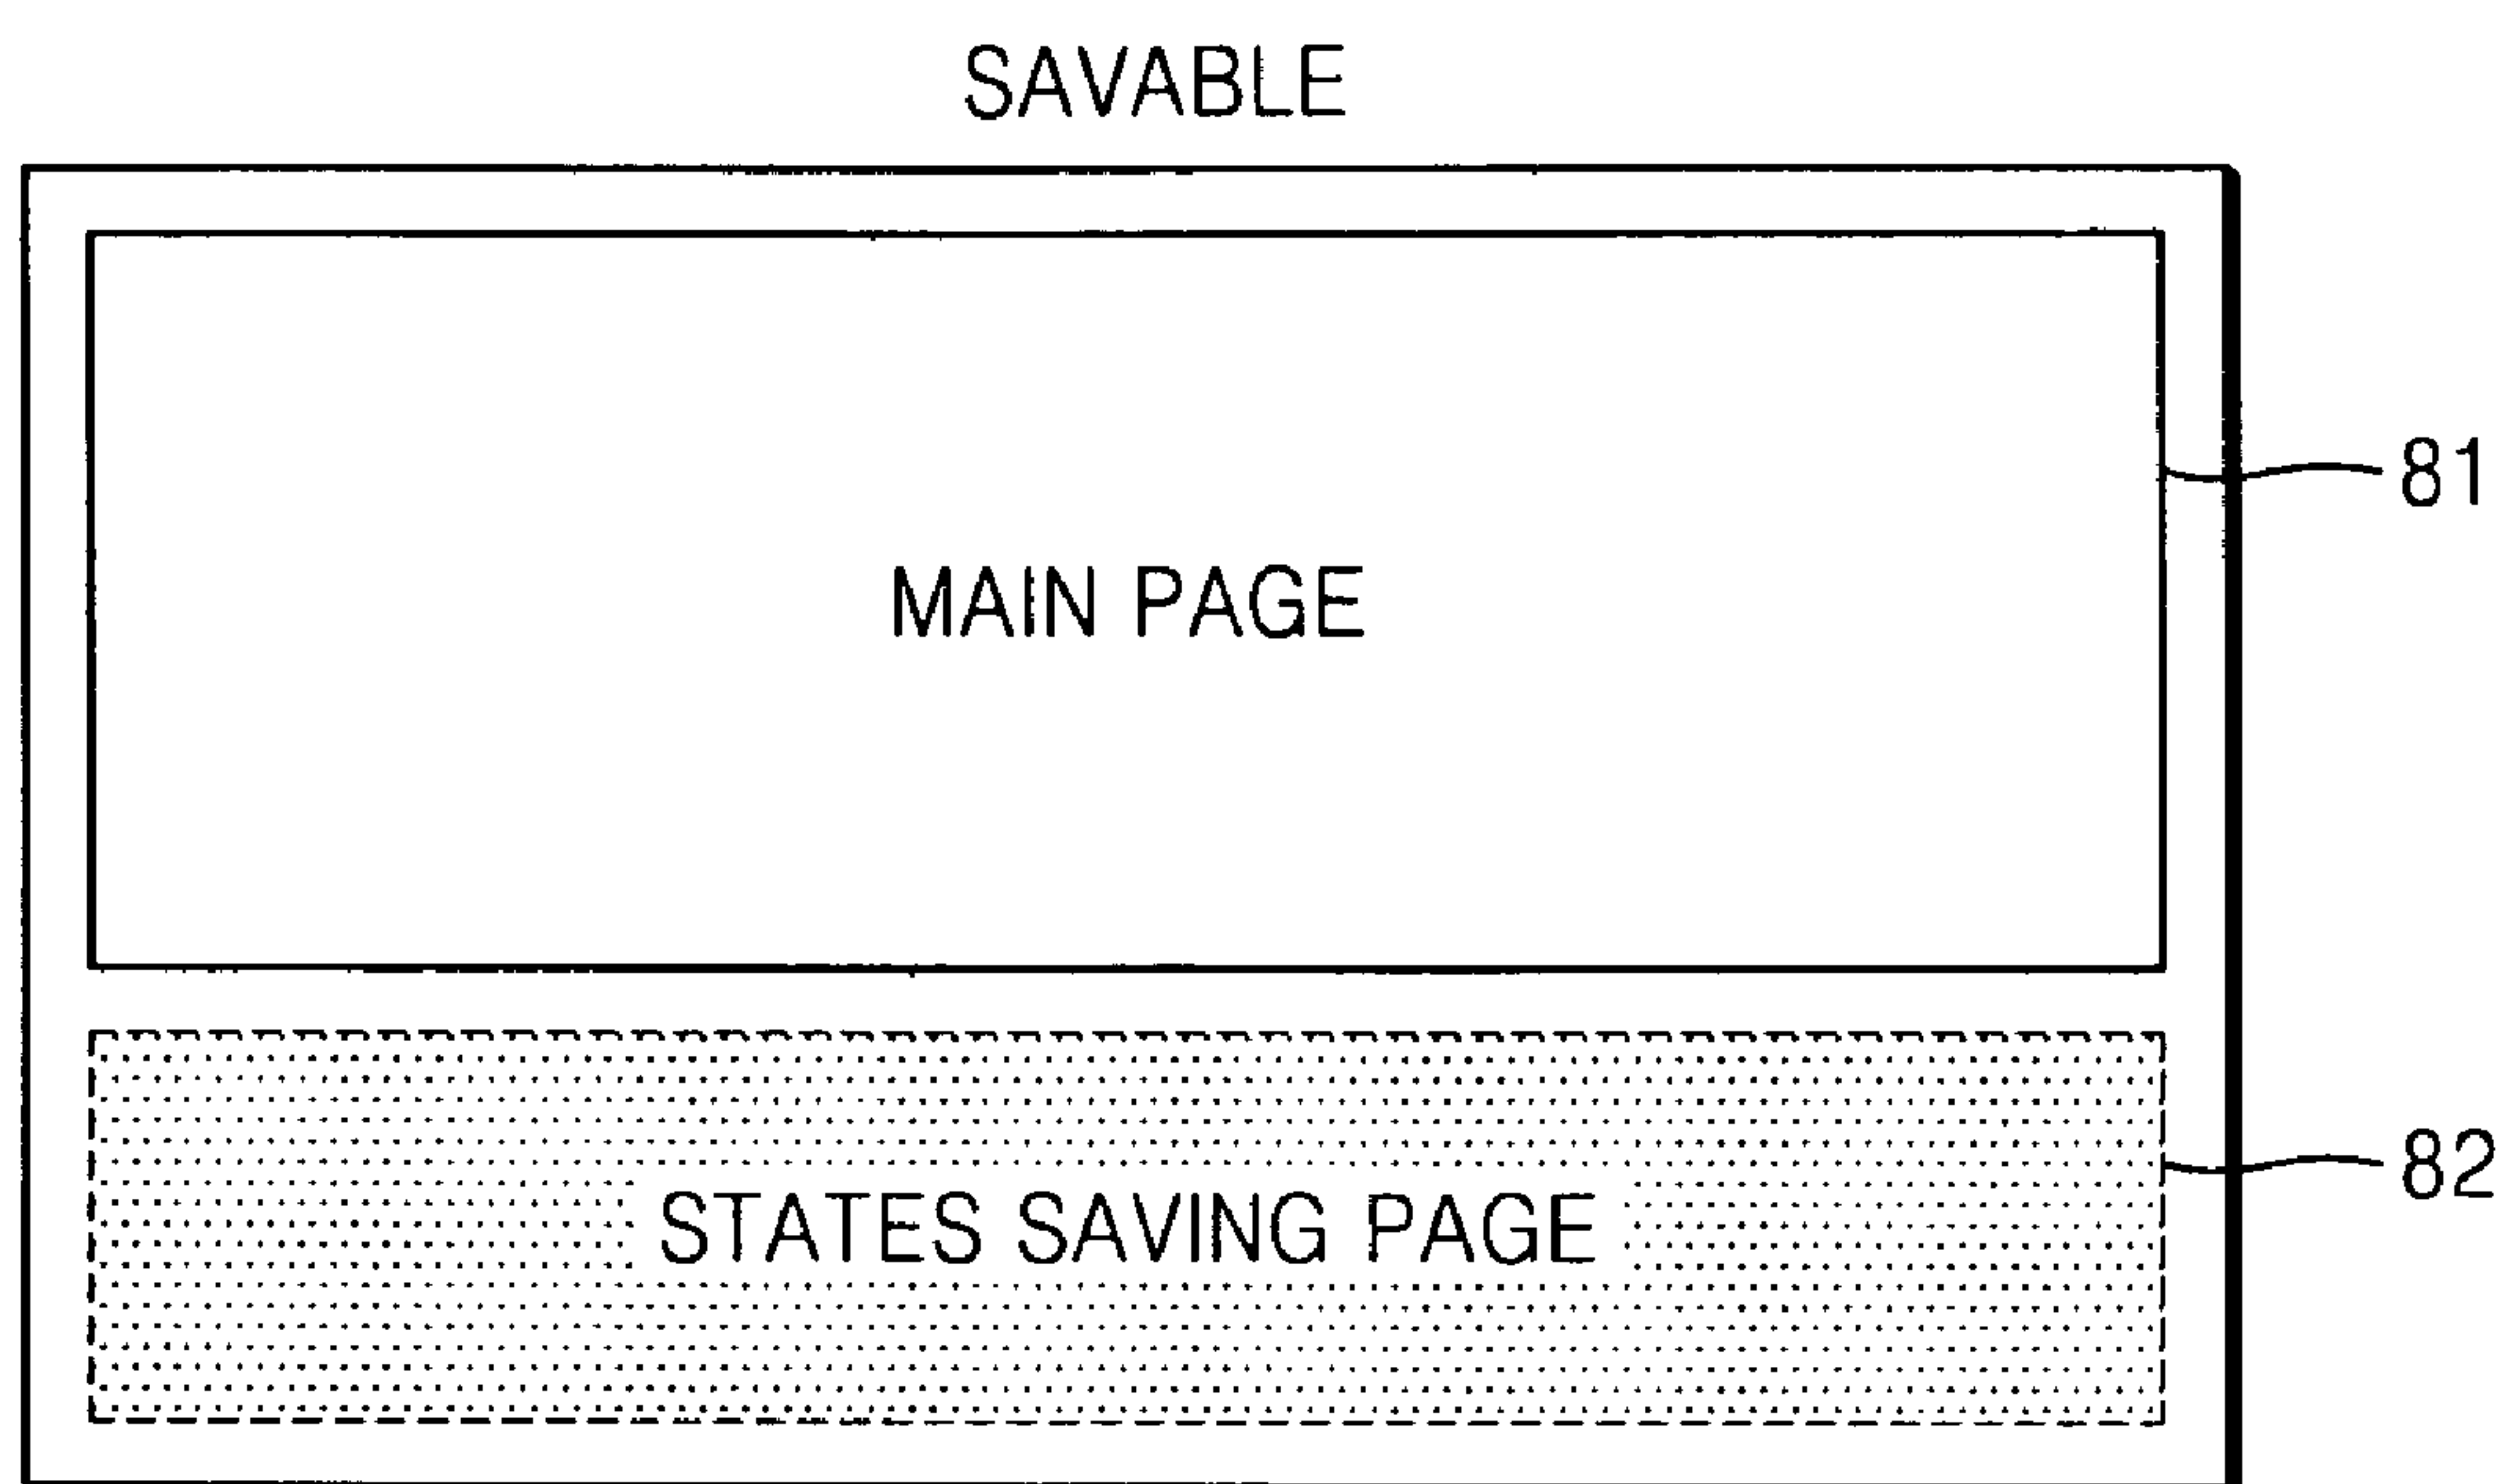 SAVABLE
81
MAIN PAGE
82
STATES SAVING PAGE